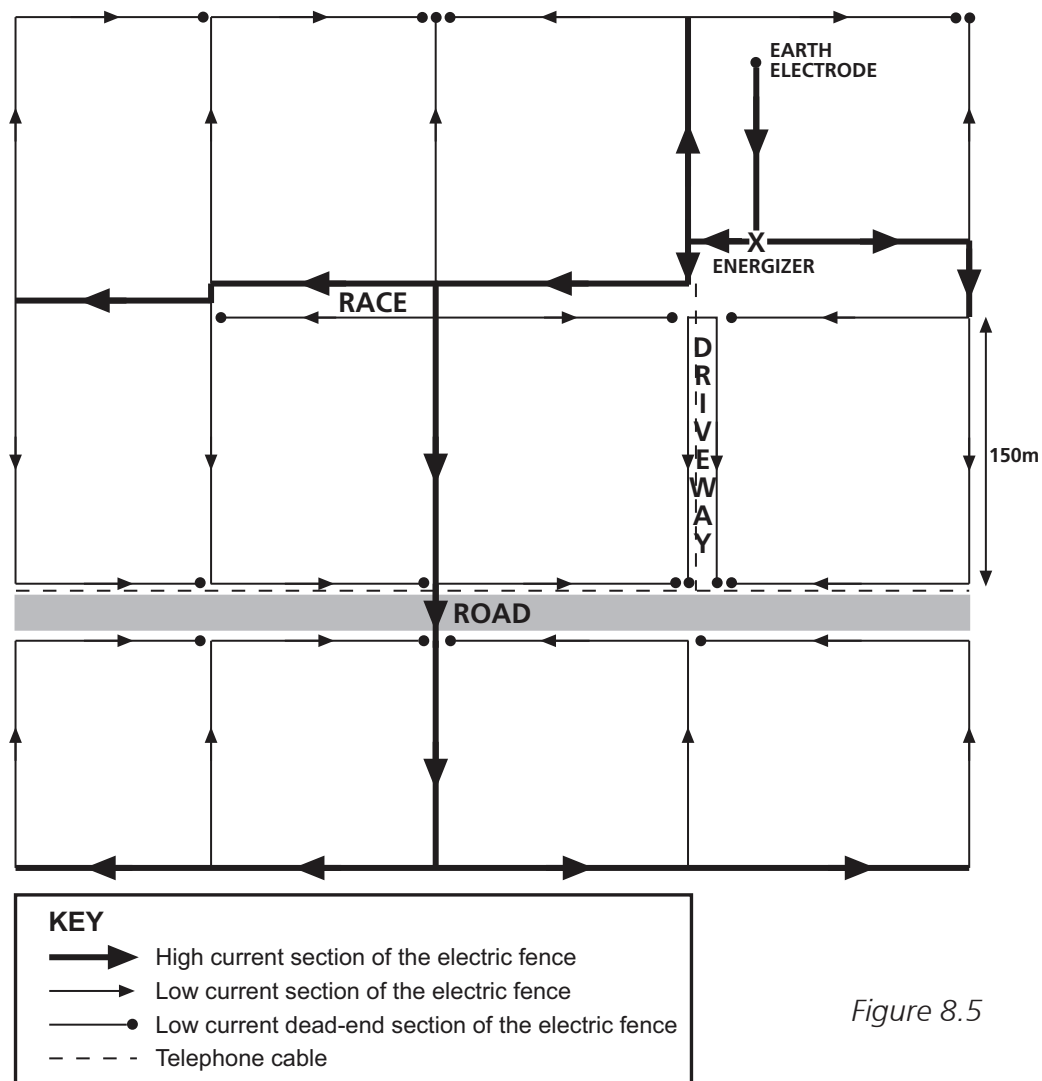 EARTH
ELECTRODE
X
ENERGIZER
RACE
DRIVEWAY
150m
ROAD
KEY
High current section of the electric fence
Low current section of the electric fence
Low current dead-end section of the electric fence
Telephone cable
Figure 8.5